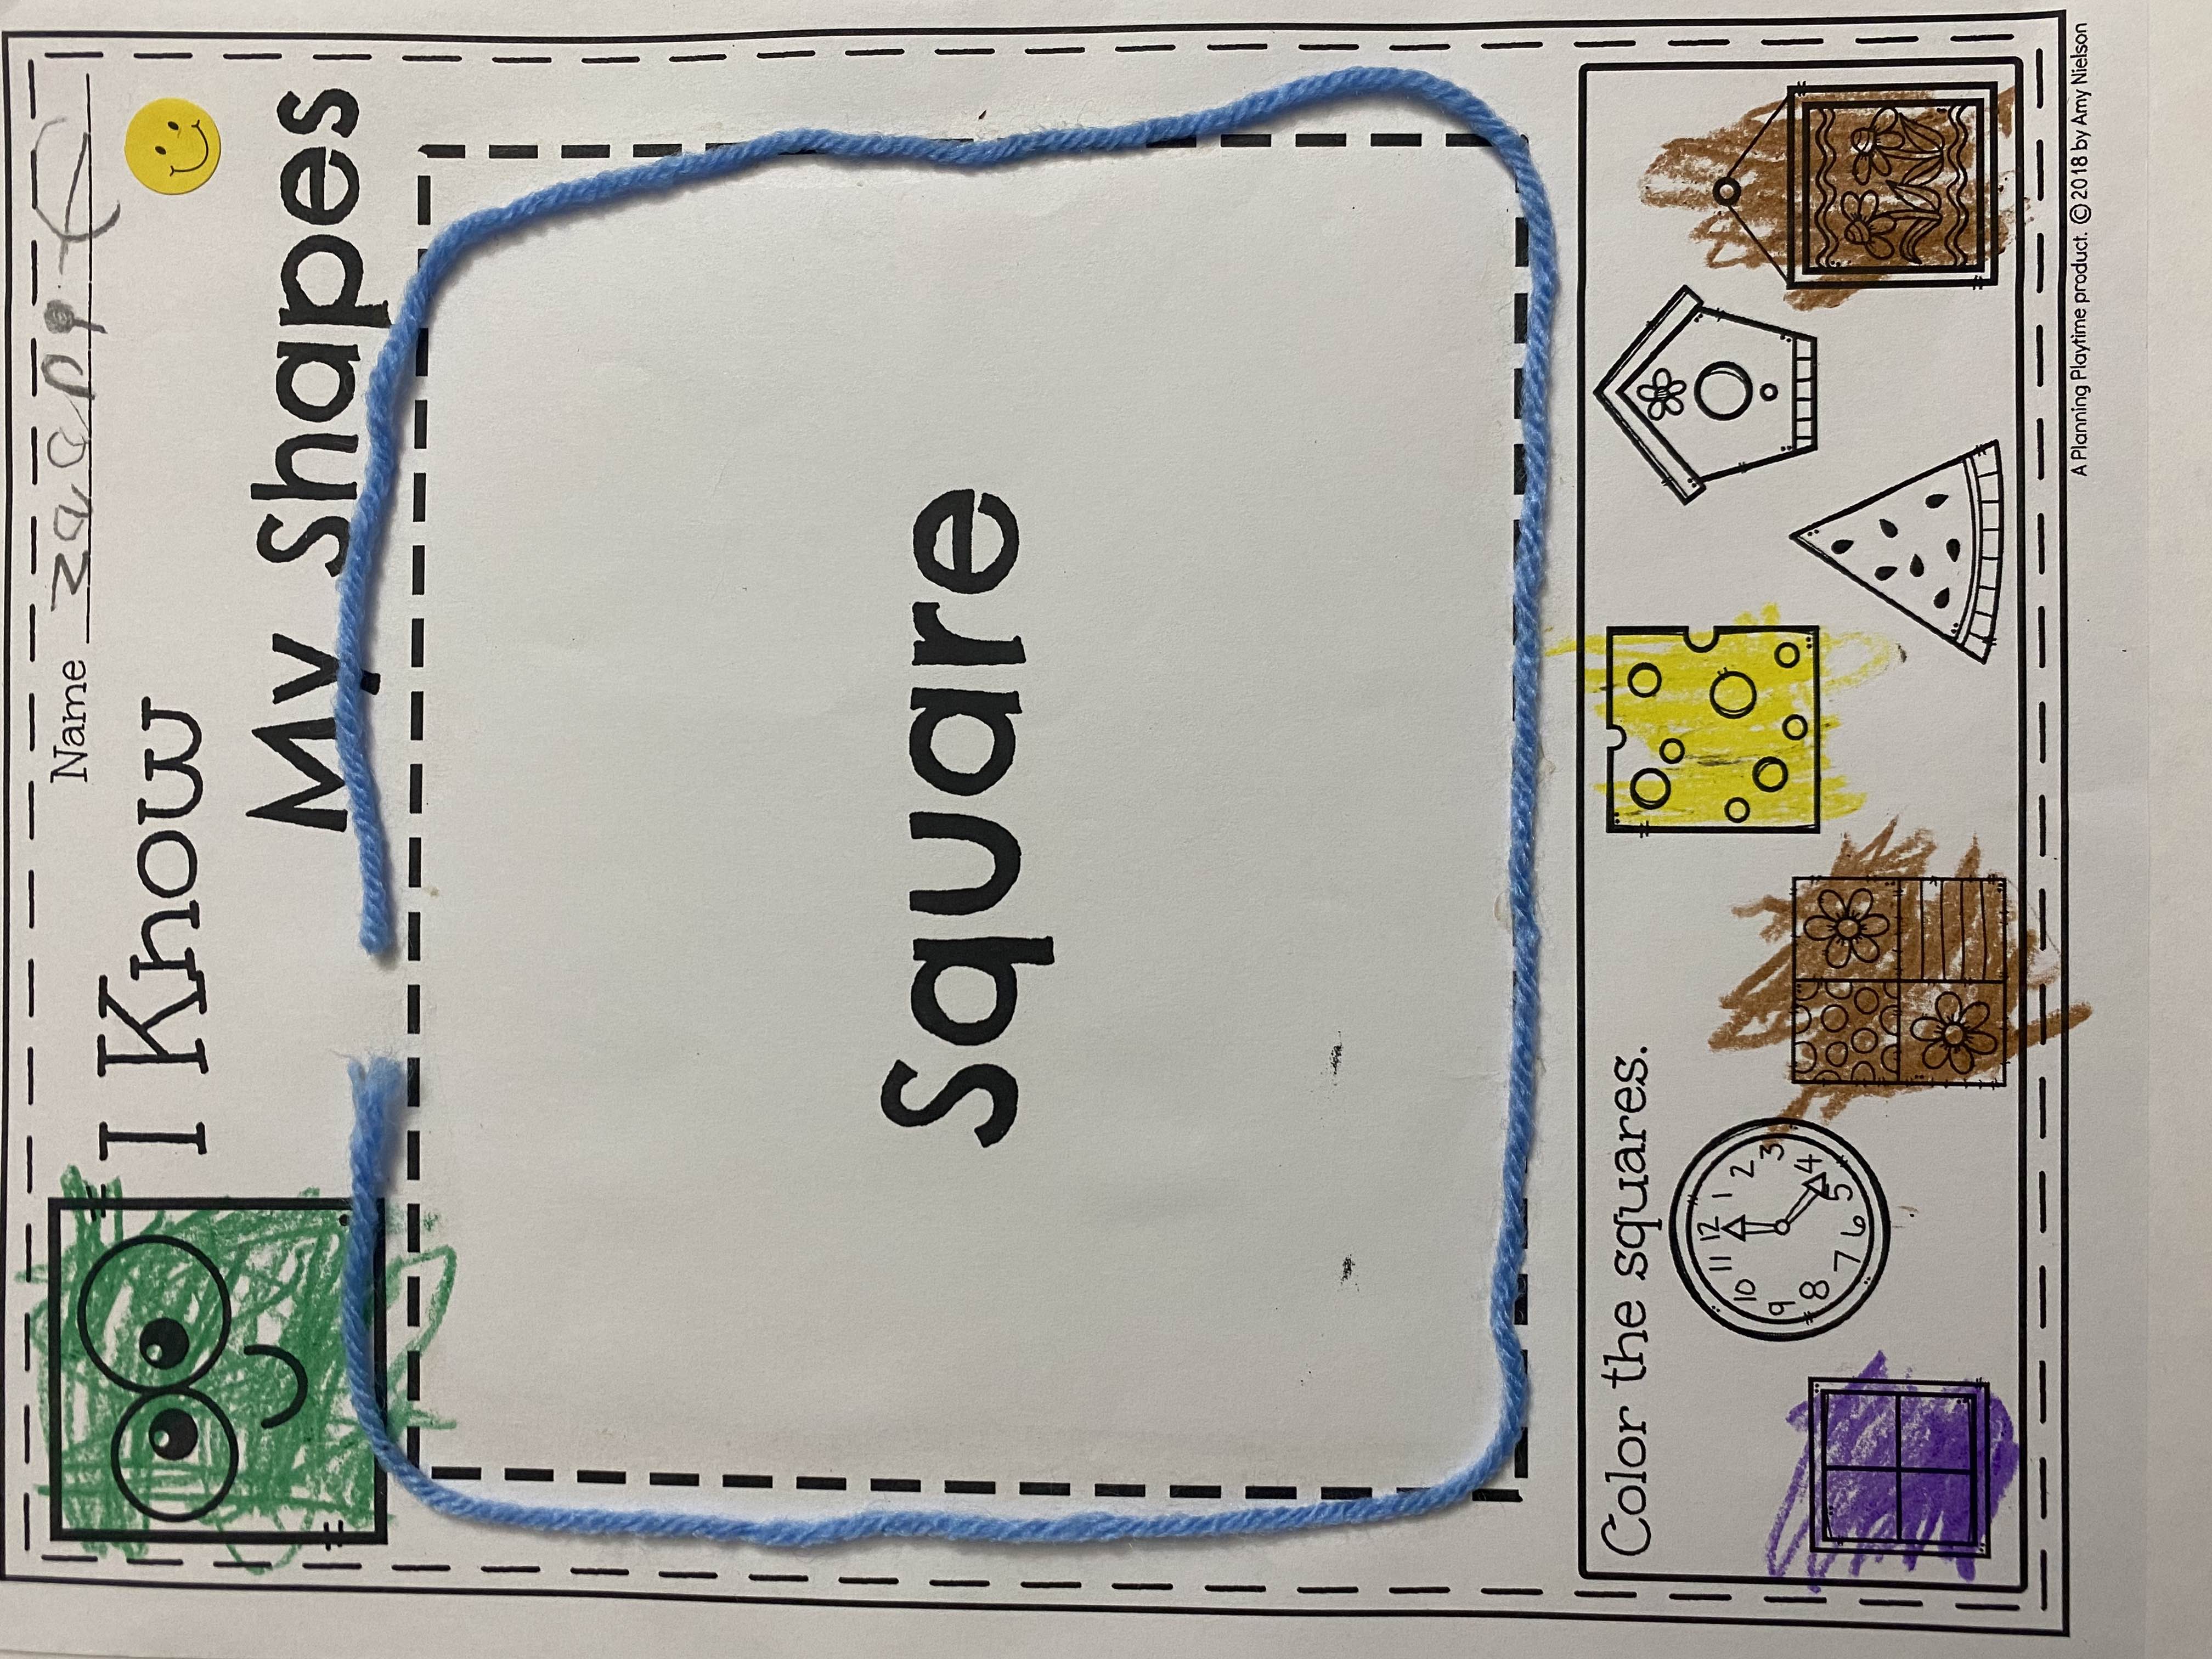 Name
I Know
My Shapes
Square
Color the squares.
12
11 1
10 2
9 3
8 4
7 6 5
A Planning Playtime product. © 2018 by Amy Nielson